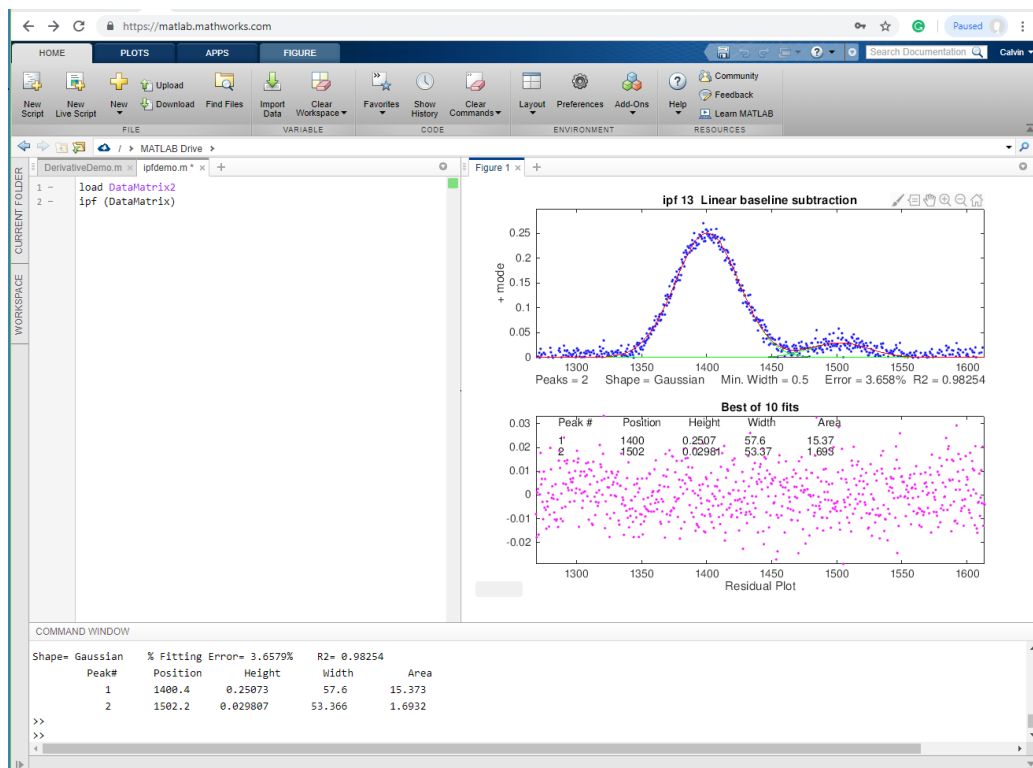 https://matlab.mathworks.com
Paused
HOME PLOTS APPS FIGURE
Search Documentation
Calvin
New Script
New Live Script
New
Upload
Download
Find Files
Import Data
Clear Workspace
Favorites
Show History
Clear Commands
Layout
Preferences
Add-Ons
Help
Community
Feedback
Learn MATLAB
FILE VARIABLE CODE ENVIRONMENT RESOURCES
/ > MATLAB Drive >
CURRENT FOLDER
WORKSPACE
DerivativeDemo.m × ipfdemo.m * × +
1 - load DataMatrix2
2 - ipf (DataMatrix)
Figure 1 × +
ipf 13 Linear baseline subtraction
+ mode
0.25
0.2
0.15
0.1
0.05
0
1300 1350 1400 1450 1500 1550 1600
Peaks = 2 Shape = Gaussian Min. Width = 0.5 Error = 3.658% R2 = 0.98254
Best of 10 fits
Peak # Position Height Width Area
1 1400 0.2507 57.6 15.37
2 1502 0.02981 53.37 1.693
0.03
0.02
0.01
0
-0.01
-0.02
1300 1350 1400 1450 1500 1550 1600
Residual Plot
COMMAND WINDOW
Shape= Gaussian % Fitting Error= 3.6579% R2= 0.98254
Peak# Position Height Width Area
1 1400.4 0.25073 57.6 15.373
2 1502.2 0.029807 53.366 1.6932
>>
>>